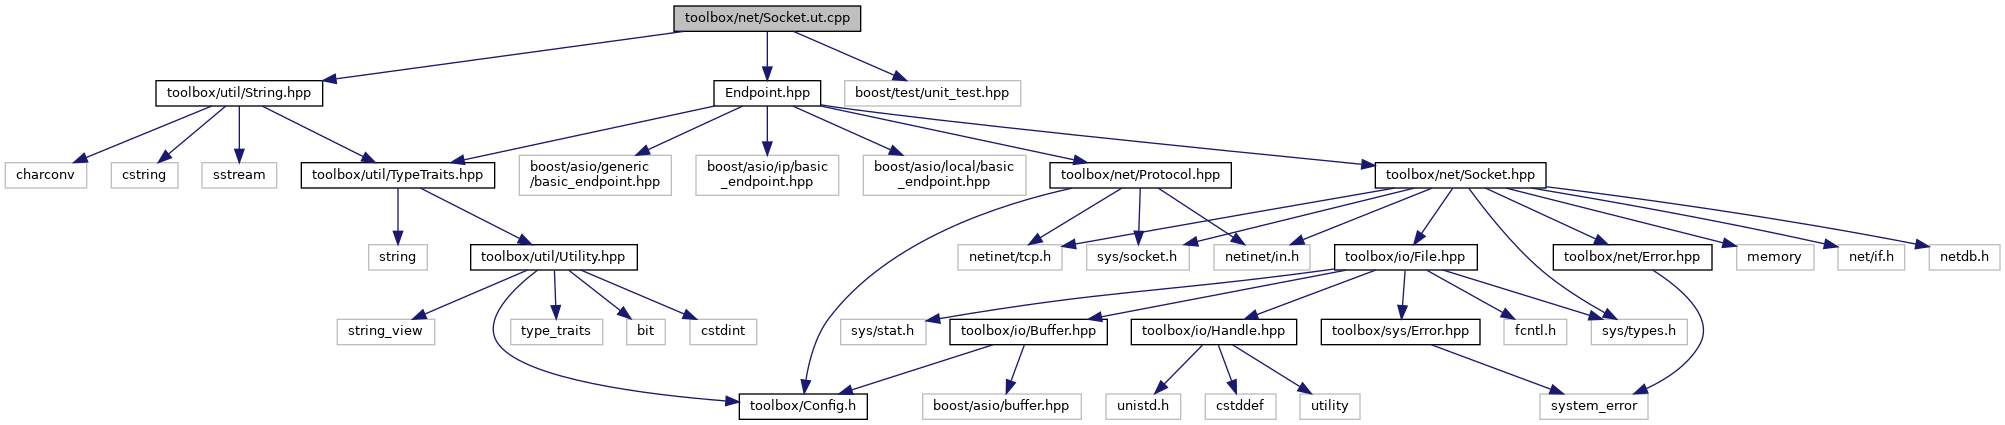 toolbox/net/Socket.ut.cpp
toolbox/util/String.hpp
Endpoint.hpp
boost/test/unit_test.hpp
charconv
cstring
sstream
toolbox/util/TypeTraits.hpp
boost/asio/generic
/basic_endpoint.hpp
boost/asio/ip/basic
_endpoint.hpp
boost/asio/local/basic
_endpoint.hpp
toolbox/net/Protocol.hpp
toolbox/net/Socket.hpp
string
toolbox/util/Utility.hpp
netinet/tcp.h
sys/socket.h
netinet/in.h
toolbox/io/File.hpp
toolbox/net/Error.hpp
memory
net/if.h
netdb.h
string_view
type_traits
bit
cstdint
sys/stat.h
toolbox/io/Buffer.hpp
toolbox/io/Handle.hpp
toolbox/sys/Error.hpp
fcntl.h
sys/types.h
toolbox/Config.h
boost/asio/buffer.hpp
unistd.h
cstddef
utility
system_error